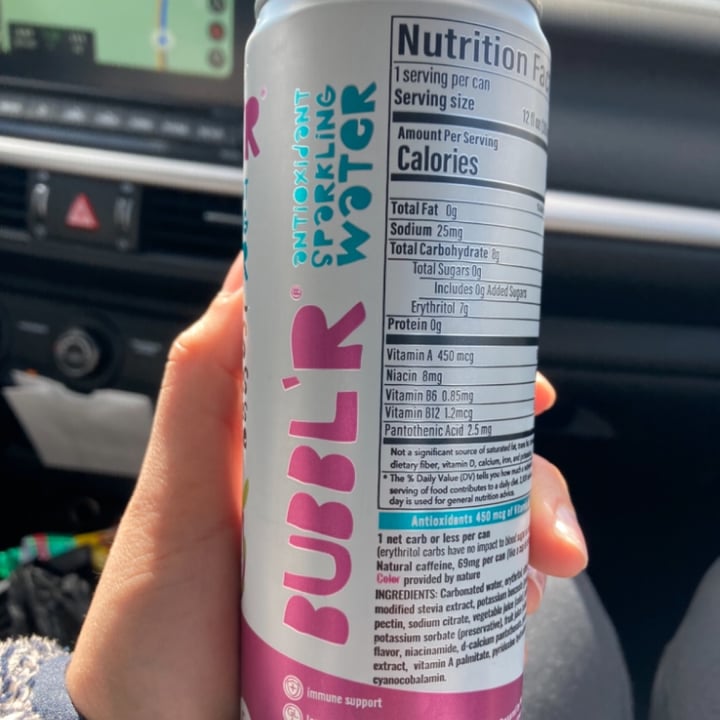 BUBBL'R®
antioxidant
sparkling
water
Nutrition Fac
1 serving per can
Serving size
12 fl oz
Amount Per Serving
Calories
Total Fat 0g
Sodium 25mg
Total Carbohydrate 8g
Total Sugars 0g
Includes 0g Added Sugars
Erythritol 7g
Protein 0g
Vitamin A 450 mcg
Niacin 8mg
Vitamin B6 0.85mg
Vitamin B12 1.2mcg
Pantothenic Acid 2.5 mg
Not a significant source of saturated fat, trans
dietary fiber, vitamin D, calcium, iron, and
* The % Daily Value (DV) tells you how much a
serving of food contributes to a daily diet.
day is used for general nutrition advice.
Antioxidants 450 mcg of
1 net carb or less per can
(erythritol carbs have no impact to blood
Natural caffeine, 69mg per can
Color provided by nature
INGREDIENTS: Carbonated water,
modified stevia extract, potassium
pectin, sodium citrate, vegetable juice
potassium sorbate (preservative),
flavor, niacinamide, d-calcium
extract, vitamin A palmitate,
cyanocobalamin.
immune support